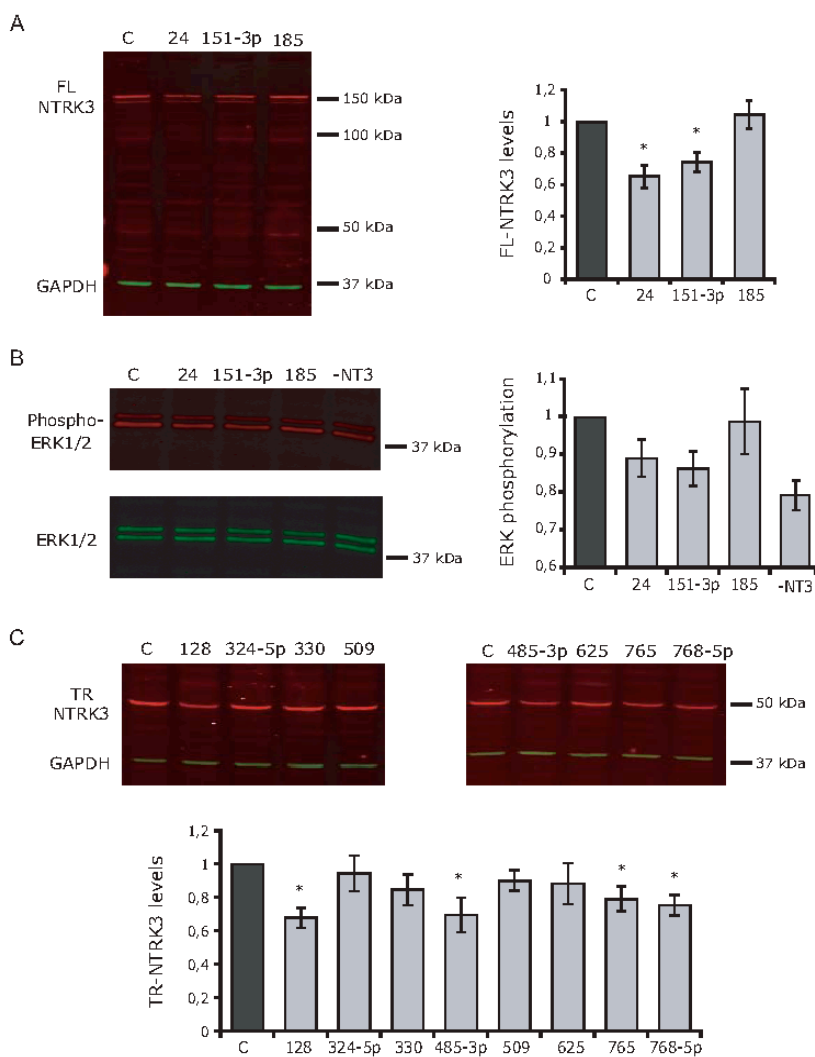 A
C 24 151-3p 185
FL
NTRK3
150 kDa
100 kDa
50 kDa
GAPDH
37 kDa
FL-NTRK3 levels
1,2
1
0,8
0,6
0,4
0,2
0
* *
C 24 151-3p 185
B
C 24 151-3p 185 -NT3
Phospho-
ERK1/2
37 kDa
ERK1/2
37 kDa
ERK phosphorylation
1,1
1
0,9
0,8
0,7
0,6
C 24 151-3p 185 -NT3
C
C 128 324-5p 330 509
TR
NTRK3
GAPDH
C 485-3p 625 765 768-5p
50 kDa
37 kDa
TR-NTRK3 levels
1,2
1
0,8
0,6
0,4
0,2
0
* * * *
C 128 324-5p 330 485-3p 509 625 765 768-5p